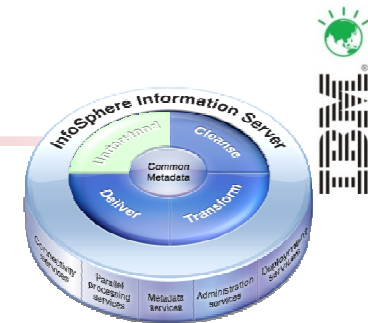 InfoSphere Information Server
Understand
Cleanse
Common
Metadata
Deliver
Transform
Connectivity
services
Parallel
processing
services
Metadata
services
Administration
services
Deployment
services
IBM
®